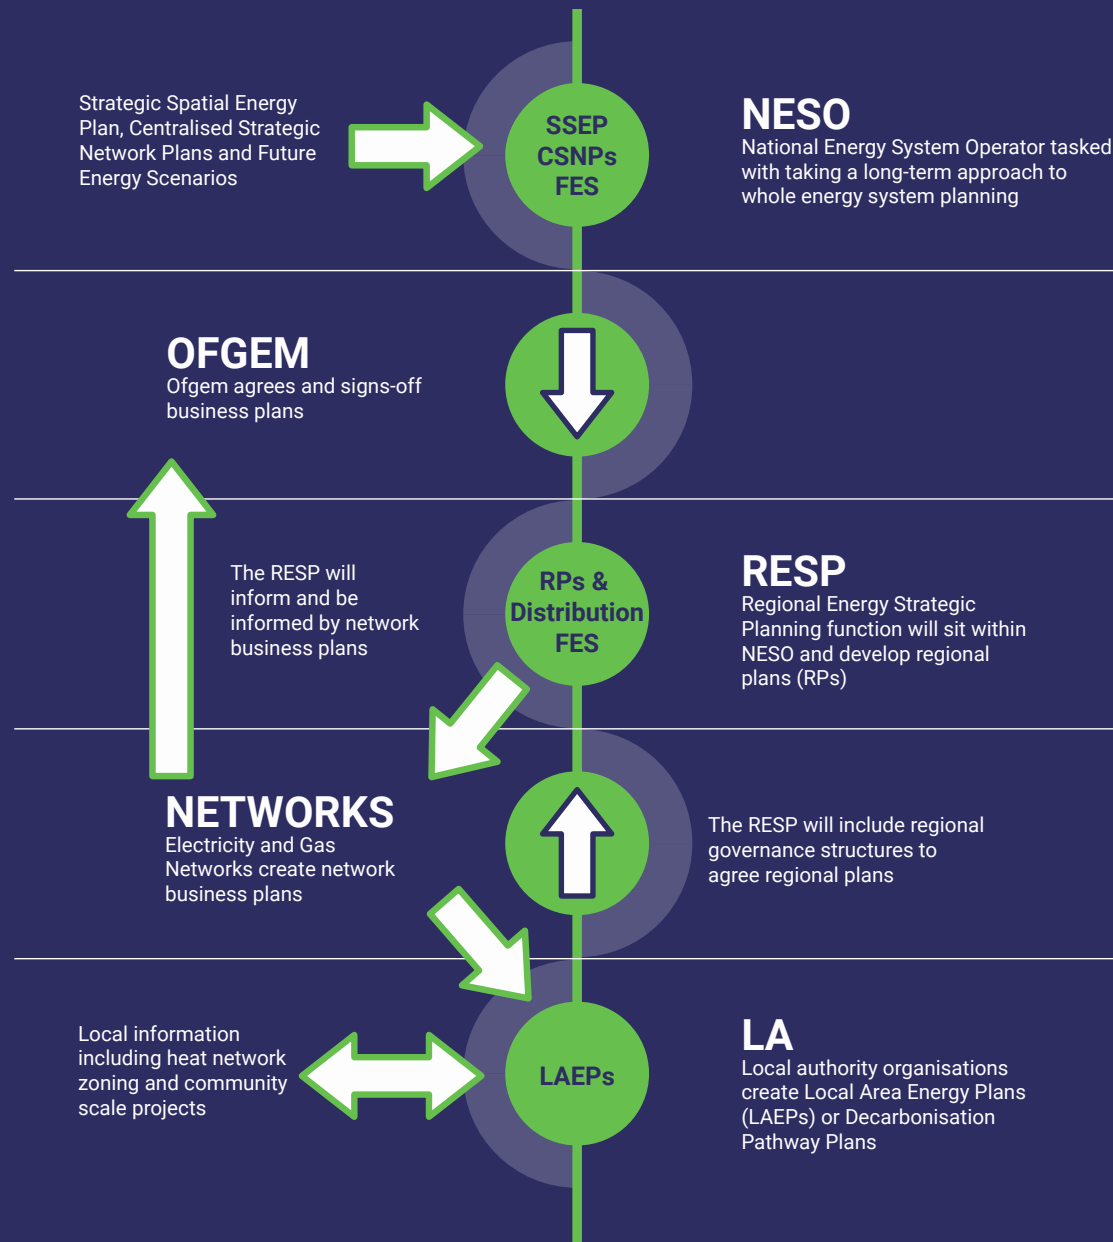 Strategic Spatial Energy
Plan, Centralised Strategic
Network Plans and Future
Energy Scenarios
SSEP
CSNPs
FES
NESO
National Energy System Operator tasked
with taking a long-term approach to
whole energy system planning
OFGEM
Ofgem agrees and signs-off
business plans
The RESP will
inform and be
informed by network
business plans
RPs &
Distribution
FES
RESP
Regional Energy Strategic
Planning function will sit within
NESO and develop regional
plans (RPs)
NETWORKS
Electricity and Gas
Networks create network
business plans
The RESP will include regional
governance structures to
agree regional plans
Local information
including heat network
zoning and community
scale projects
LAEPs
LA
Local authority organisations
create Local Area Energy Plans
(LAEPs) or Decarbonisation
Pathway Plans